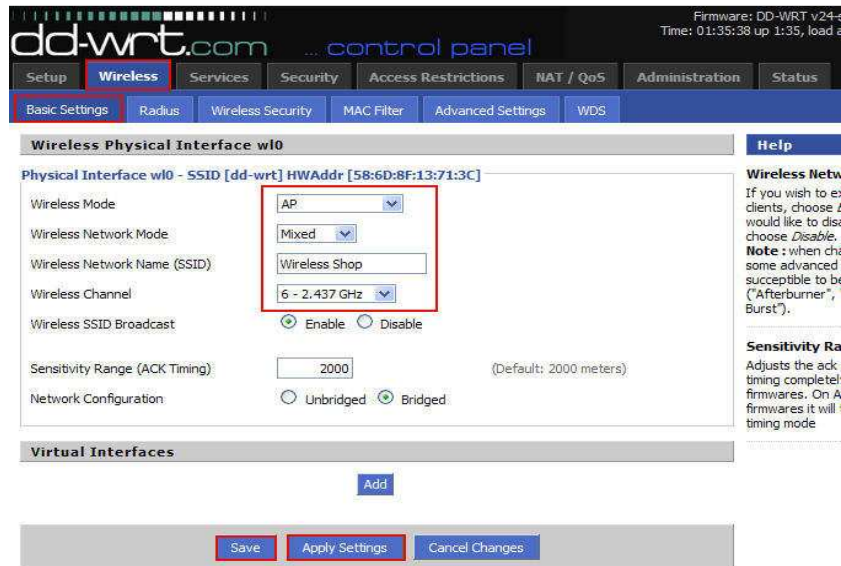 dd-wrt.com ... control panel
Firmware: DD-WRT v24-s
Time: 01:35:38 up 1:35, load a
Setup Wireless Services Security Access Restrictions NAT / QoS Administration Status
Basic Settings Radius Wireless Security MAC Filter Advanced Settings WDS
Wireless Physical Interface wl0
Physical Interface wl0 - SSID [dd-wrt] HWAddr [58:6D:8F:13:71:3C]
Wireless Mode AP
Wireless Network Mode Mixed
Wireless Network Name (SSID) Wireless Shop
Wireless Channel 6 - 2.437 GHz
Wireless SSID Broadcast Enable Disable
Sensitivity Range (ACK Timing) 2000 (Default: 2000 meters)
Network Configuration Unbridged Bridged
Virtual Interfaces
Add
Save Apply Settings Cancel Changes
Help
Wireless Netw
If you wish to ex
clients, choose
would like to disa
choose Disable.
Note : when cha
some advanced
succeptible to be
("Afterburner",
Burst").
Sensitivity Ra
Adjusts the ack
timing completel
firmwares. On A
firmwares it will
timing mode